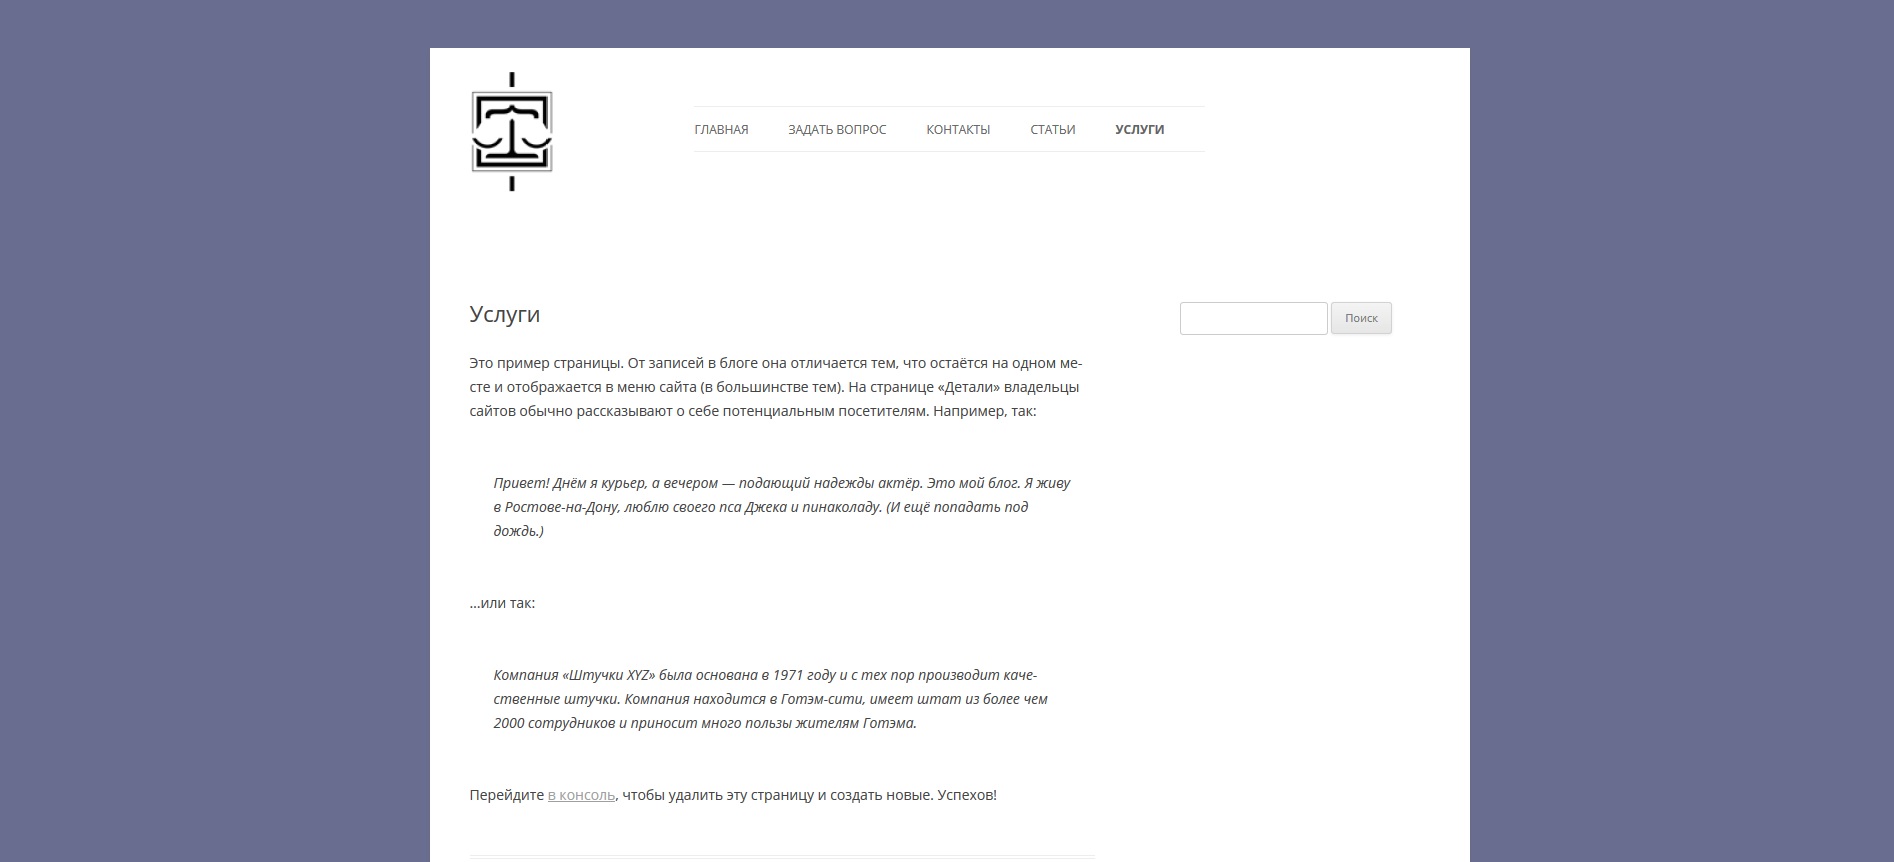 ГЛАВНАЯ ЗАДАТЬ ВОПРОС КОНТАКТЫ СТАТЬИ УСЛУГИ
Услуги
Поиск
Это пример страницы. От записей в блоге она отличается тем, что остаётся на одном ме-
сте и отображается в меню сайта (в большинстве тем). На странице «Детали» владельцы
сайтов обычно рассказывают о себе потенциальным посетителям. Например, так:
Привет! Днём я курьер, а вечером — подающий надежды актёр. Это мой блог. Я живу
в Ростове-на-Дону, люблю своего пса Джека и пинаколаду. (И ещё попадать под
дождь.)
…или так:
Компания «Штучки XYZ» была основана в 1971 году и с тех пор производит каче-
ственные штучки. Компания находится в Готэм-сити, имеет штат из более чем
2000 сотрудников и приносит много пользы жителям Готэма.
Перейдите в консоль, чтобы удалить эту страницу и создать новые. Успехов!